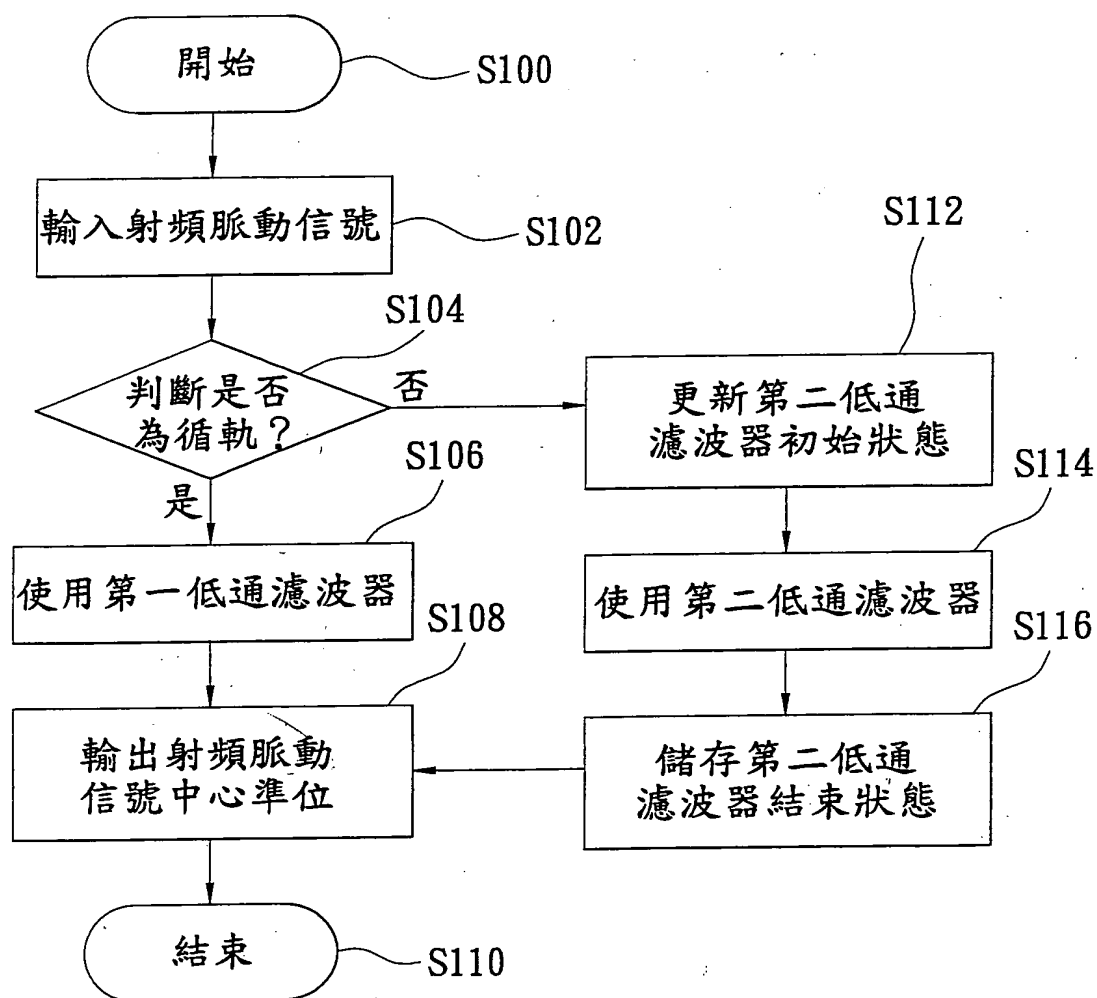 開始
S100
輸入射頻脈動信號
S102
S104
判斷是否
為循軌?
否
是
S106
使用第一低通濾波器
S108
輸出射頻脈動
信號中心準位
結束
S110
S112
更新第二低通
濾波器初始狀態
S114
使用第二低通濾波器
S116
儲存第二低通
濾波器結束狀態